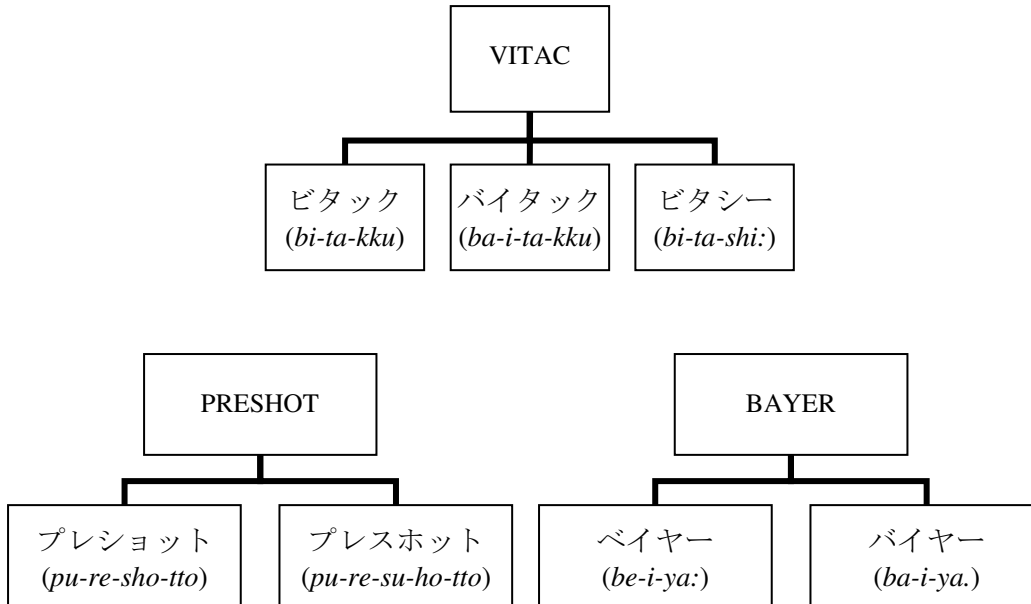 VITAC
ビタック
(bi-ta-kku)
バイタック
(ba-i-ta-kku)
ビタシー
(bi-ta-shi:)
PRESHOT
プレショット
(pu-re-sho-tto)
プレスホット
(pu-re-su-ho-tto)
BAYER
ベイヤー
(be-i-ya:)
バイヤー
(ba-i-ya.)